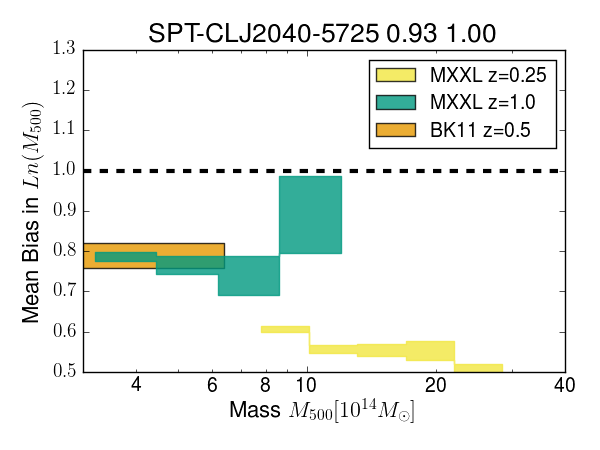 SPT-CLJ2040-5725 0.93 1.00
1.3
1.2
1.1
1.0
0.9
0.8
0.7
0.6
0.5
Mean Bias in Ln(M500)
MXXL z=0.25
MXXL z=1.0
BK11 z=0.5
4 6 8 10 20 40
Mass M500[10^14 M⊙]